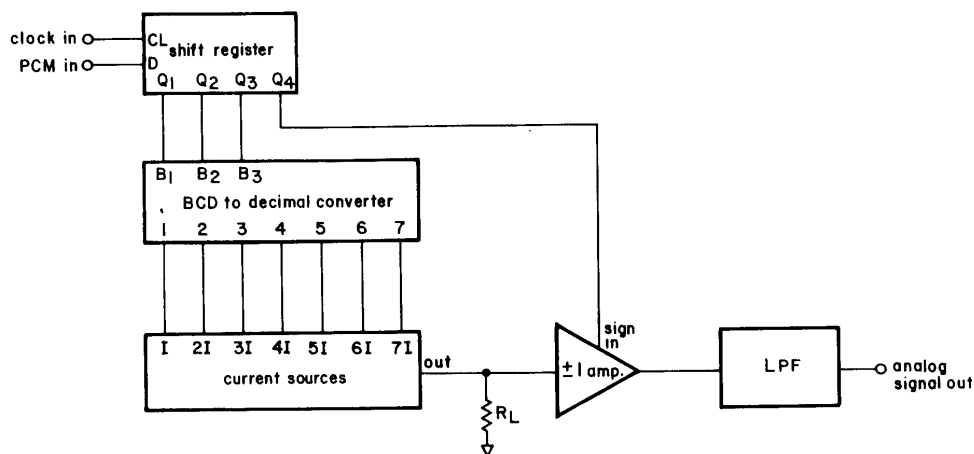 clock in
CL
shift register
PCM in
D
Q1 Q2 Q3 Q4
B1 B2 B3
BCD to decimal converter
1 2 3 4 5 6 7
I 2I 3I 4I 5I 6I 7I
current sources
out
RL
sign
in
± 1 amp.
LPF
analog
signal out